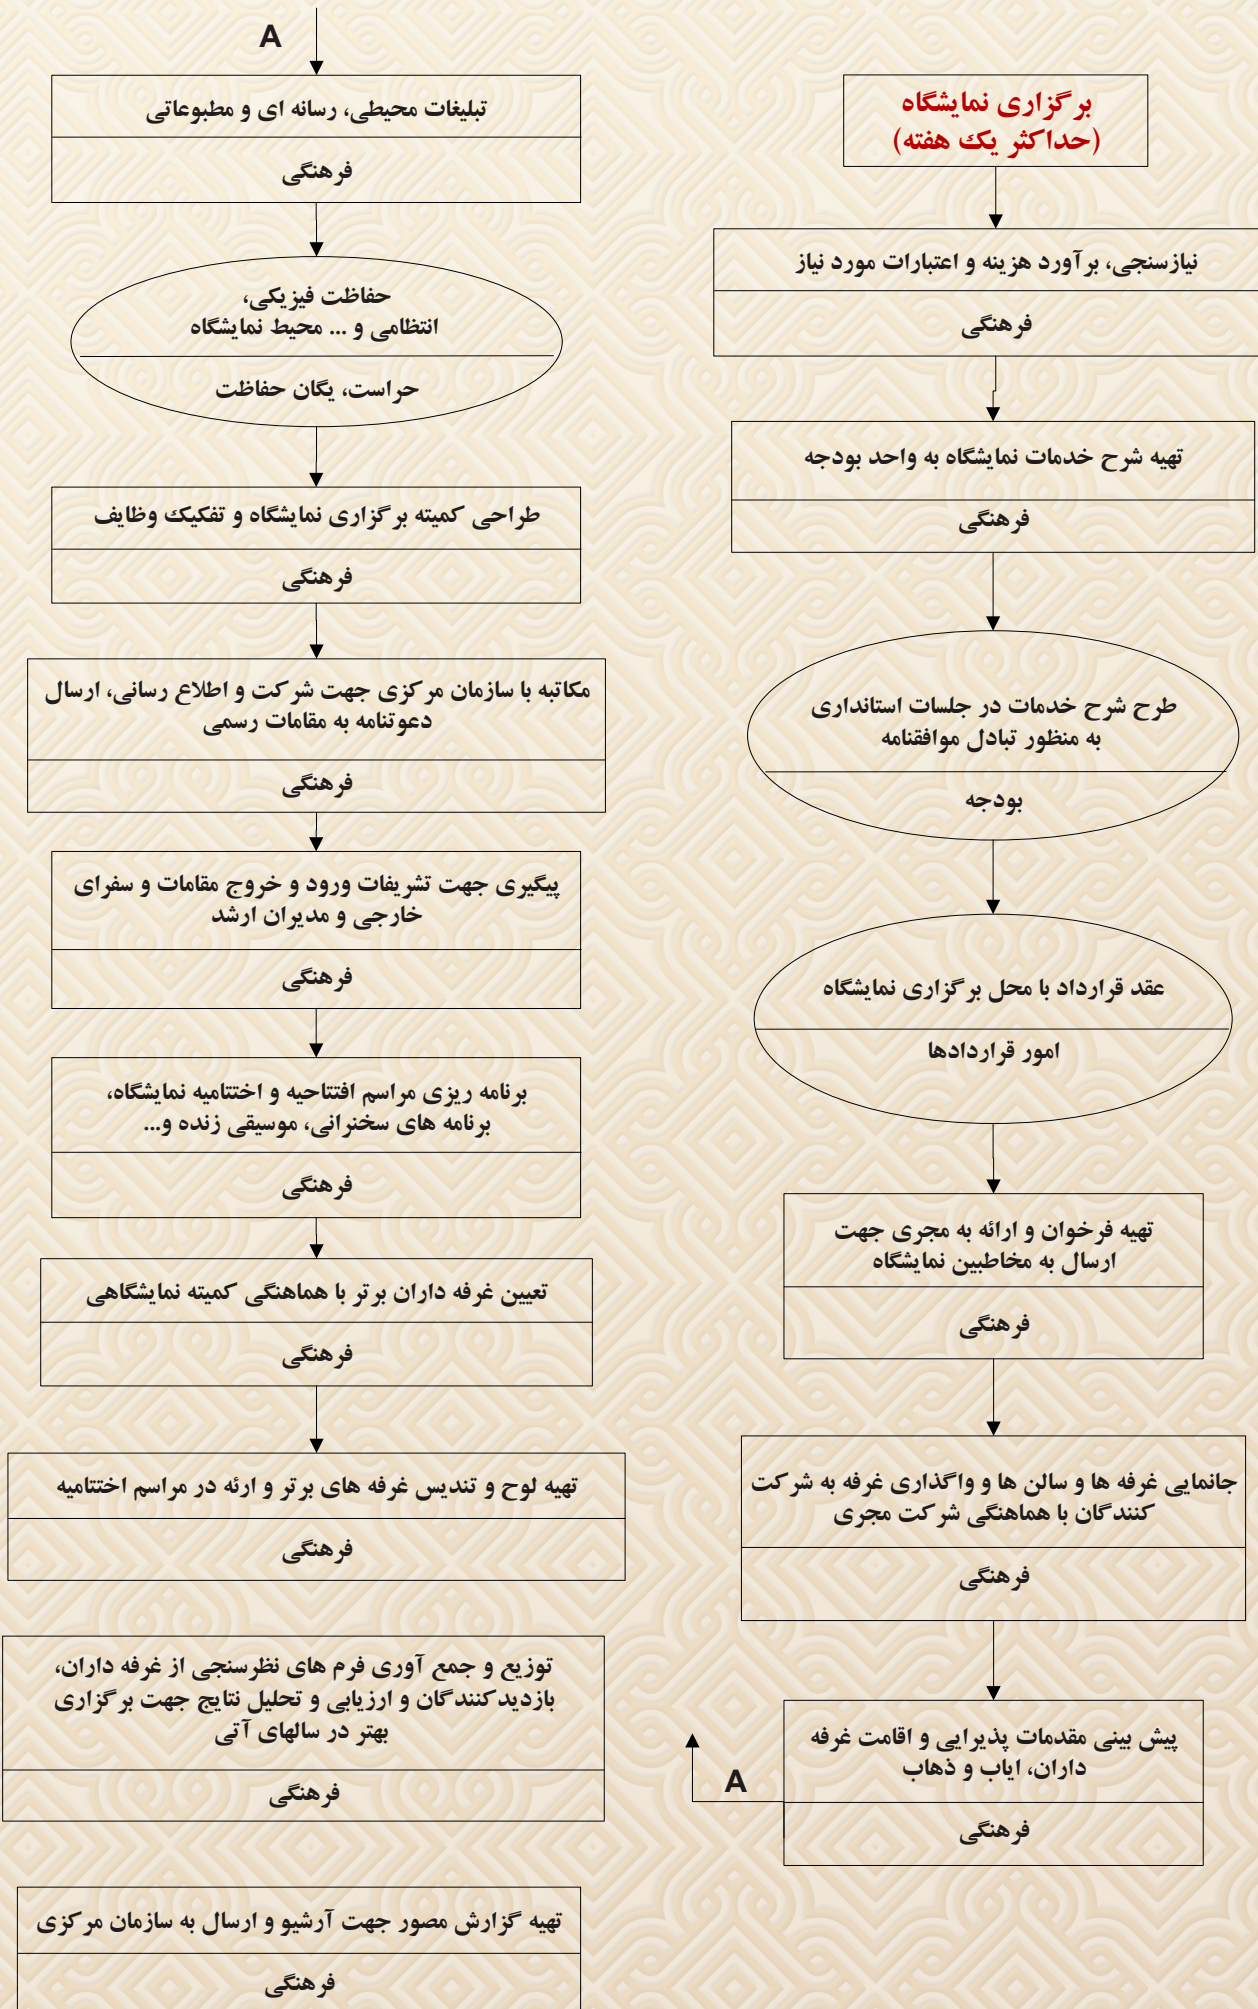 برگزاری نمایشگاه
(حداکثر یک هفته)
نیازسنجی، برآورد هزینه و اعتبارات مورد نیاز
فرهنگی
تهیه شرح خدمات نمایشگاه به واحد بودجه
فرهنگی
طرح شرح خدمات در جلسات استانداری
به منظور تبادل موافقنامه
بودجه
عقد قرارداد با محل برگزاری نمایشگاه
امور قراردادها
تهیه فرخوان و ارائه به مجری جهت
ارسال به مخاطبین نمایشگاه
فرهنگی
جانمایی غرفه ها و سالن ها و واگذاری غرفه به شرکت
کنندگان با هماهنگی شرکت مجری
فرهنگی
پیش بینی مقدمات پذیرایی و اقامت غرفه
داران، ایاب و ذهاب
فرهنگی
A
A
تبلیغات محیطی، رسانه ای و مطبوعاتی
فرهنگی
حفاظت فیزیکی،
انتظامی و ... محیط نمایشگاه
حراست، یگان حفاظت
طراحی کمیته برگزاری نمایشگاه و تفکیک وظایف
فرهنگی
مکاتبه با سازمان مرکزی جهت شرکت و اطلاع رسانی، ارسال
دعوتنامه به مقامات رسمی
فرهنگی
پیگیری جهت تشریفات ورود و خروج مقامات و سفرای
خارجی و مدیران ارشد
فرهنگی
برنامه ریزی مراسم افتتاحیه و اختتامیه نمایشگاه،
برنامه های سخنرانی، موسیقی زنده و...
فرهنگی
تعیین غرفه داران برتر با هماهنگی کمیته نمایشگاهی
فرهنگی
تهیه لوح و تندیس غرفه های برتر و ارئه در مراسم اختتامیه
فرهنگی
توزیع و جمع آوری فرم های نظرسنجی از غرفه داران،
بازدیدکنندگان و ارزیابی و تحلیل نتایج جهت برگزاری
بهتر در سالهای آتی
فرهنگی
تهیه گزارش مصور جهت آرشیو و ارسال به سازمان مرکزی
فرهنگی